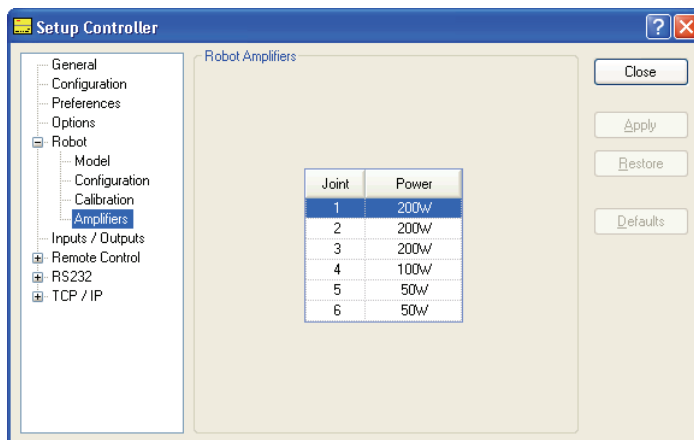 Setup Controller
General
Configuration
Preferences
Options
Robot
Model
Configuration
Calibration
Amplifiers
Inputs / Outputs
Remote Control
RS232
TCP / IP
Robot Amplifiers
Joint Power
1 200W
2 200W
3 200W
4 100W
5 50W
6 50W
Close
Apply
Restore
Defaults